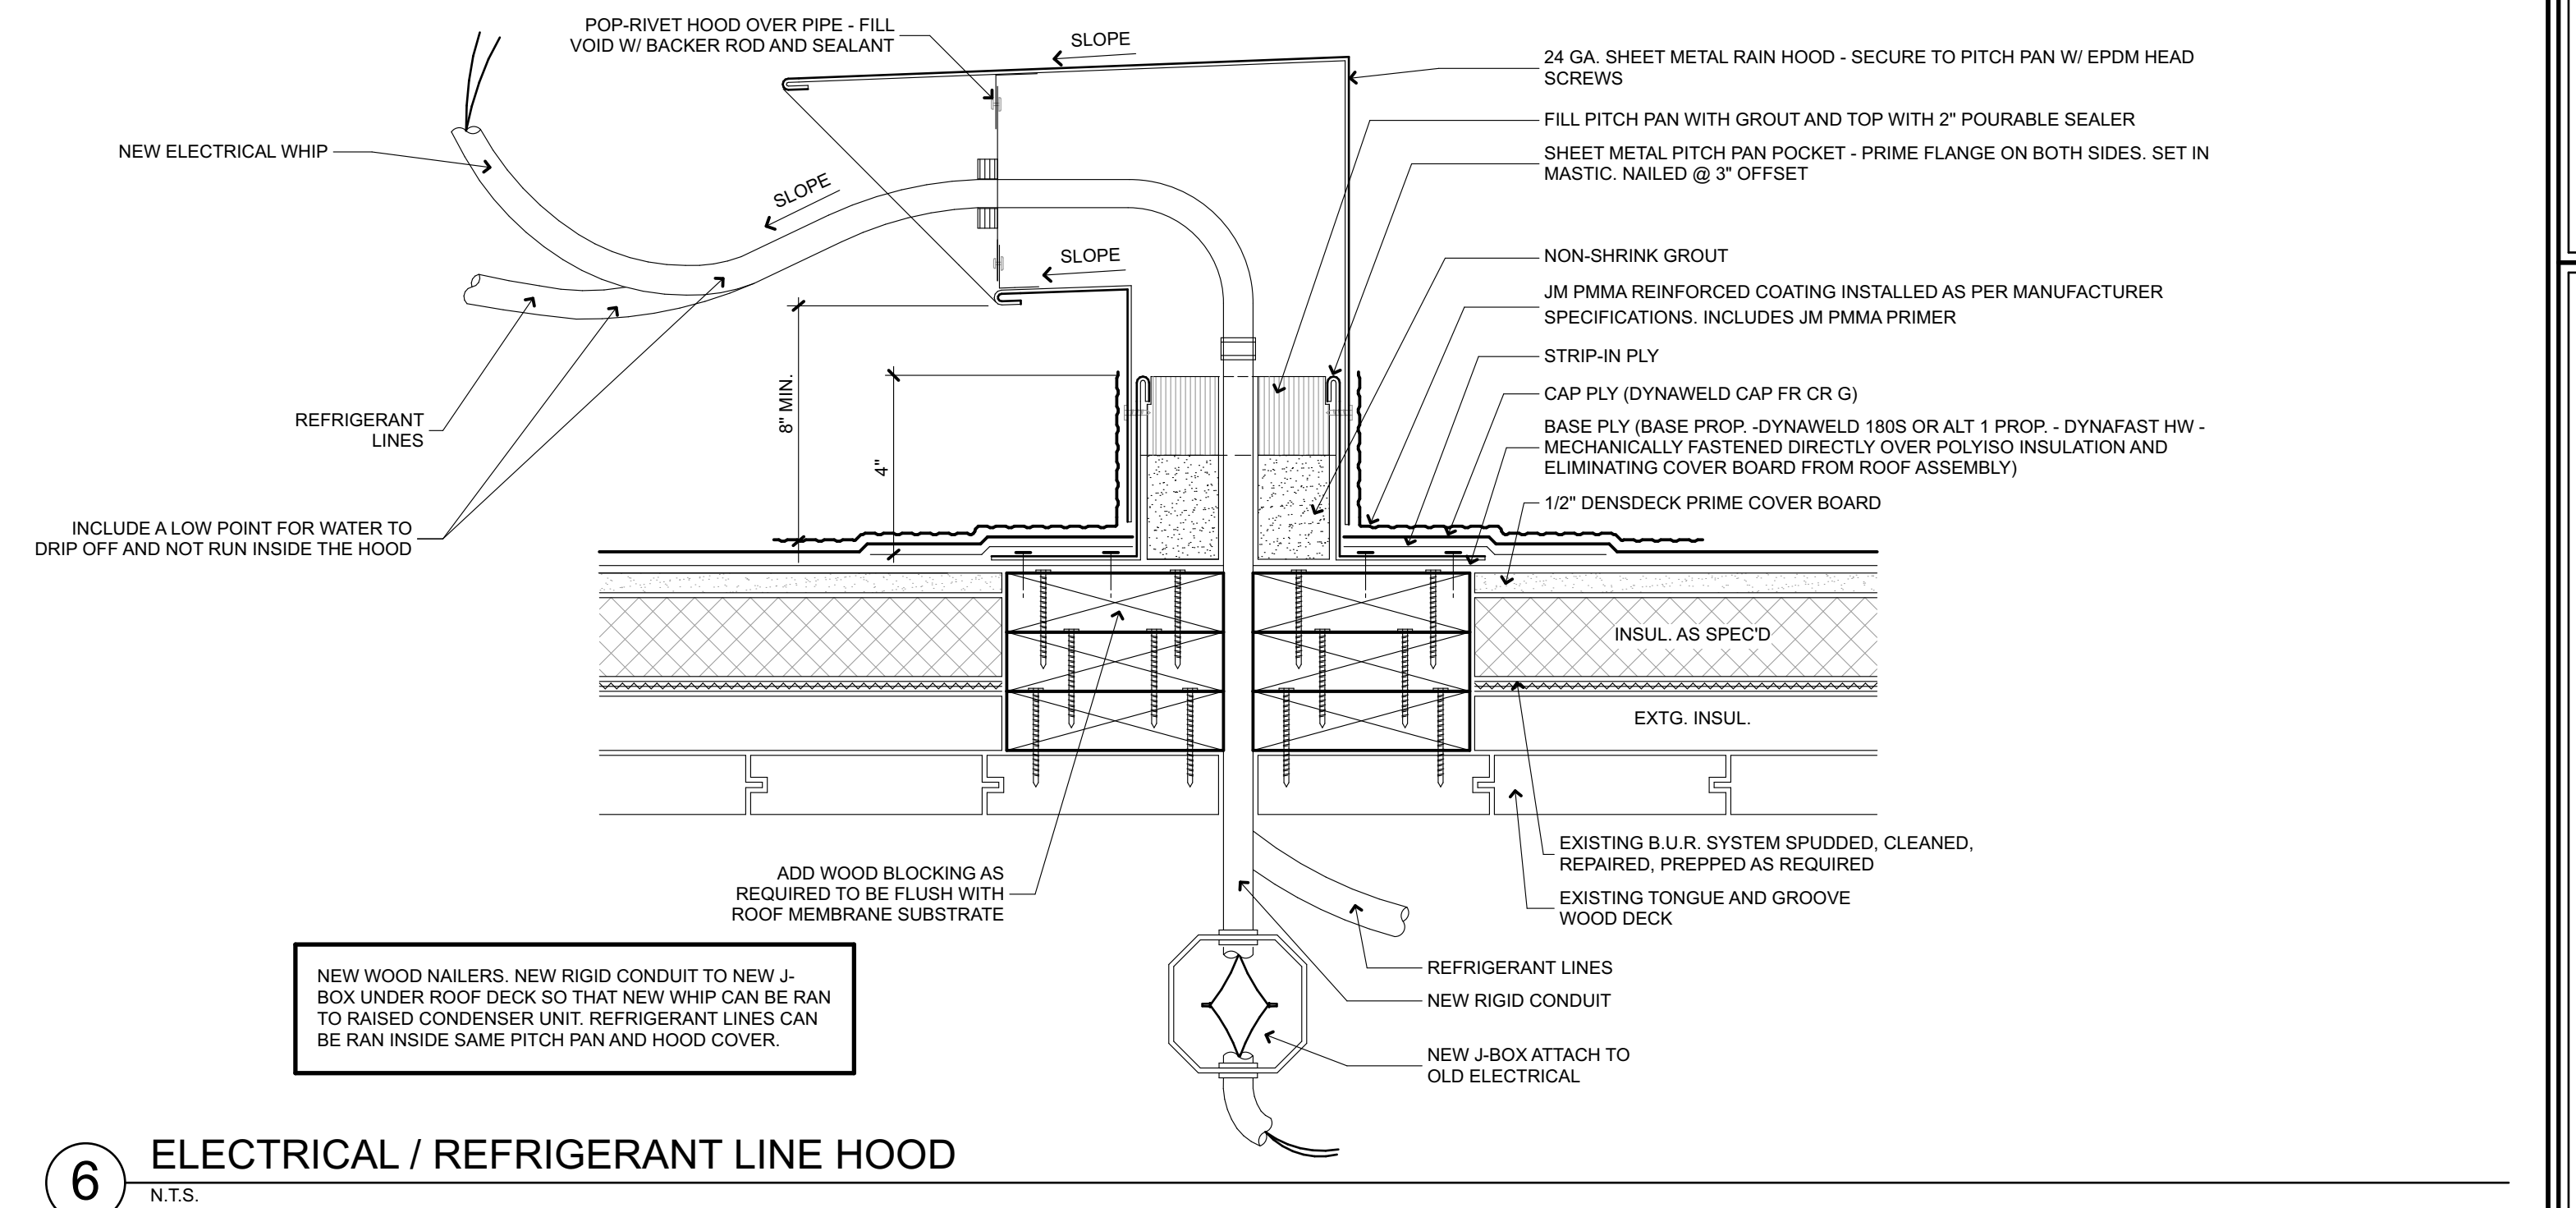 POP-RIVET HOOD OVER PIPE - FILL
VOID W/ BACKER ROD AND SEALANT
SLOPE
24 GA. SHEET METAL RAIN HOOD - SECURE TO PITCH PAN W/ EPDM HEAD
SCREWS
FILL PITCH PAN WITH GROUT AND TOP WITH 2" POURABLE SEALER
NEW ELECTRICAL WHIP
SHEET METAL PITCH PAN POCKET - PRIME FLANGE ON BOTH SIDES. SET IN
MASTIC. NAILED @ 3" OFFSET
SLOPE
SLOPE
NON-SHRINK GROUT
JM PMMA REINFORCED COATING INSTALLED AS PER MANUFACTURER
SPECIFICATIONS. INCLUDES JM PMMA PRIMER
STRIP-IN PLY
8" MIN.
4"
CAP PLY (DYNAWELD CAP FR CR G)
REFRIGERANT
LINES
BASE PLY (BASE PROP. -DYNAWELD 180S OR ALT 1 PROP. - DYNAFAST HW -
MECHANICALLY FASTENED DIRECTLY OVER POLYISO INSULATION AND
ELIMINATING COVER BOARD FROM ROOF ASSEMBLY)
1/2" DENSDECK PRIME COVER BOARD
INCLUDE A LOW POINT FOR WATER TO
DRIP OFF AND NOT RUN INSIDE THE HOOD
INSUL. AS SPEC'D
EXTG. INSUL.
EXISTING B.U.R. SYSTEM SPUDDED, CLEANED,
REPAIRED, PREPPED AS REQUIRED
ADD WOOD BLOCKING AS
REQUIRED TO BE FLUSH WITH
ROOF MEMBRANE SUBSTRATE
EXISTING TONGUE AND GROOVE
WOOD DECK
REFRIGERANT LINES
NEW RIGID CONDUIT
NEW J-BOX ATTACH TO
OLD ELECTRICAL
NEW WOOD NAILERS. NEW RIGID CONDUIT TO NEW J-
BOX UNDER ROOF DECK SO THAT NEW WHIP CAN BE RAN
TO RAISED CONDENSER UNIT. REFRIGERANT LINES CAN
BE RAN INSIDE SAME PITCH PAN AND HOOD COVER.
6
ELECTRICAL / REFRIGERANT LINE HOOD
N.T.S.